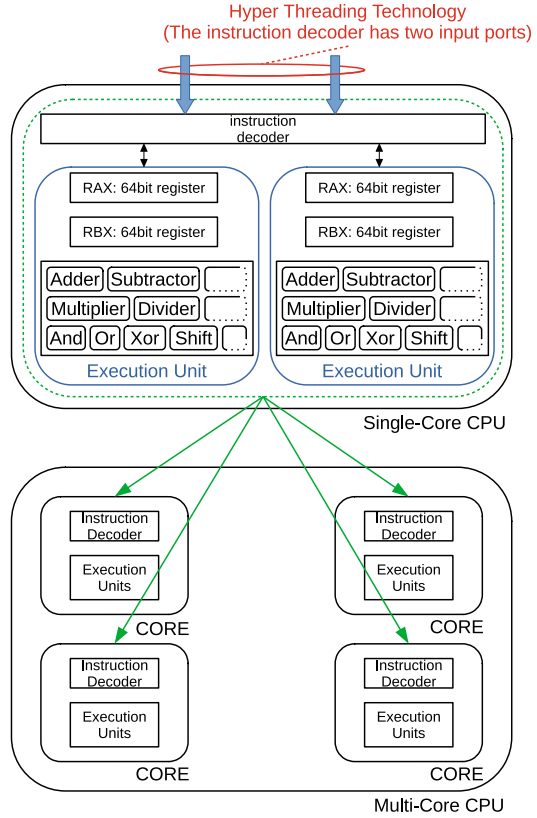 Hyper Threading Technology
(The instruction decoder has two input ports)
instruction
decoder
RAX: 64bit register
RBX: 64bit register
Adder Subtractor
Multiplier Divider
And Or Xor Shift
Execution Unit
RAX: 64bit register
RBX: 64bit register
Adder Subtractor
Multiplier Divider
And Or Xor Shift
Execution Unit
Single-Core CPU
Instruction
Decoder
Execution
Units
CORE
Instruction
Decoder
Execution
Units
CORE
Instruction
Decoder
Execution
Units
CORE
Instruction
Decoder
Execution
Units
CORE
Multi-Core CPU